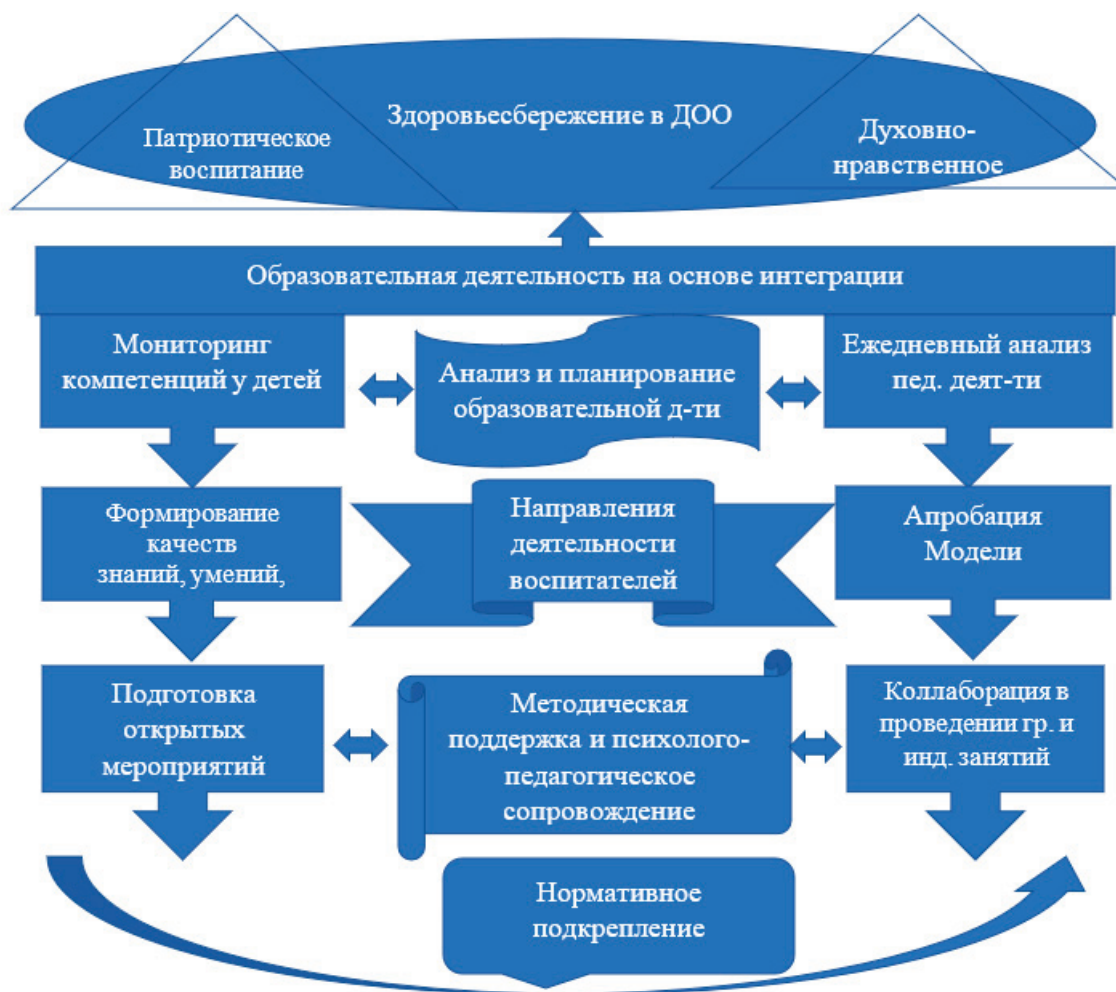 Здоровьесбережение в ДОО
Патриотическое
воспитание
Духовно-
нравственное
Образовательная деятельность на основе интеграции
Мониторинг
компетенций у детей
Анализ и планирование
образовательной д-ти
Ежедневный анализ
пед. деят-ти
Формирование
качеств
знаний, умений,
Направления
деятельности
воспитателей
Апробация
Модели
Подготовка
открытых
мероприятий
Методическая
поддержка и психолого-
педагогическое
сопровождение
Коллаборация в
проведении гр. и
инд. занятий
Нормативное
подкрепление